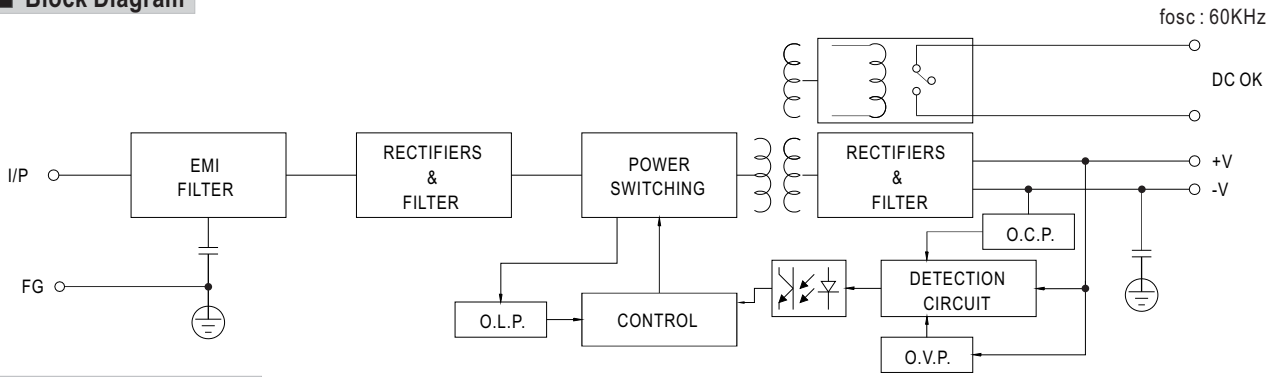 Block Diagram
fosc : 60KHz
DC OK
I/P
EMI
FILTER
RECTIFIERS
&
FILTER
POWER
SWITCHING
RECTIFIERS
&
FILTER
+V
-V
O.C.P.
FG
O.L.P.
CONTROL
DETECTION
CIRCUIT
O.V.P.